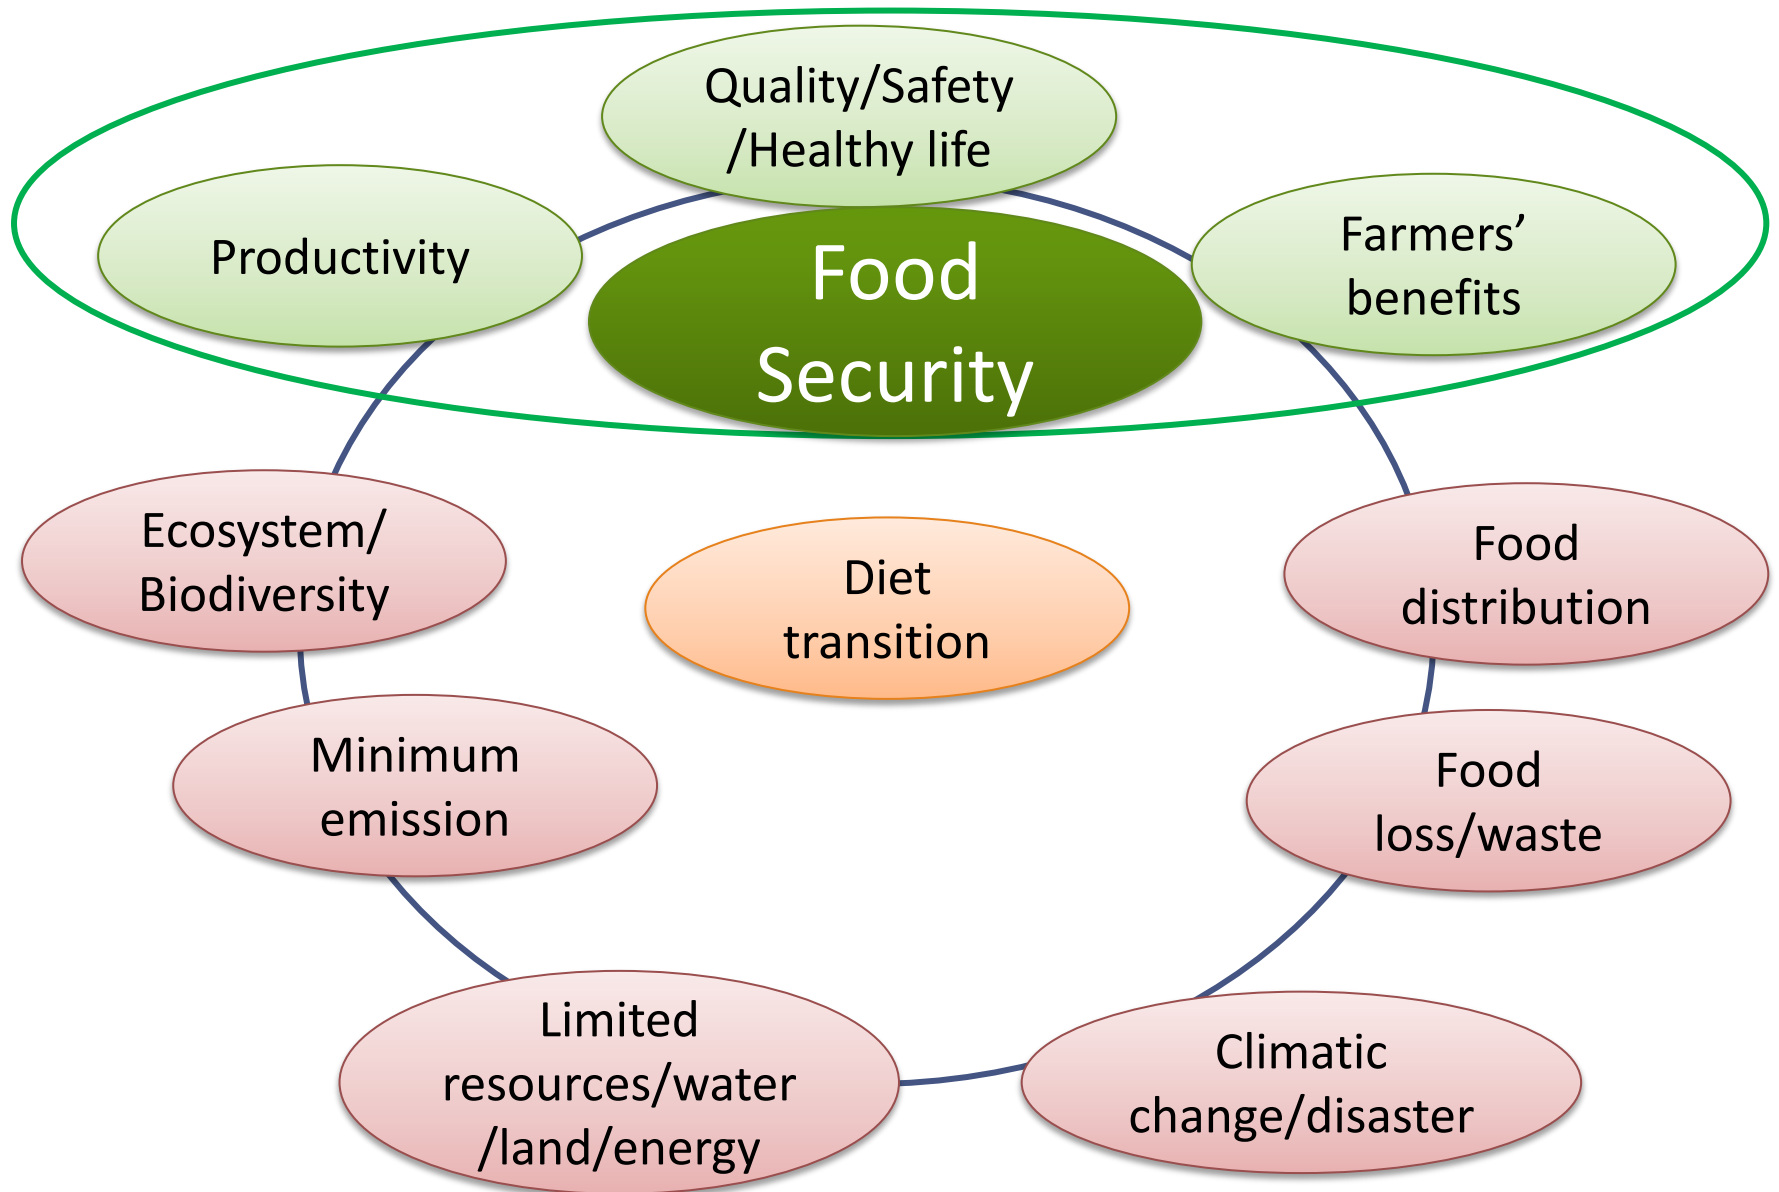 Quality/Safety
/Healthy life
Productivity
Farmers’
benefits
Food
Security
Ecosystem/
Biodiversity
Diet
transition
Food
distribution
Minimum
emission
Food
loss/waste
Limited
resources/water
/land/energy
Climatic
change/disaster